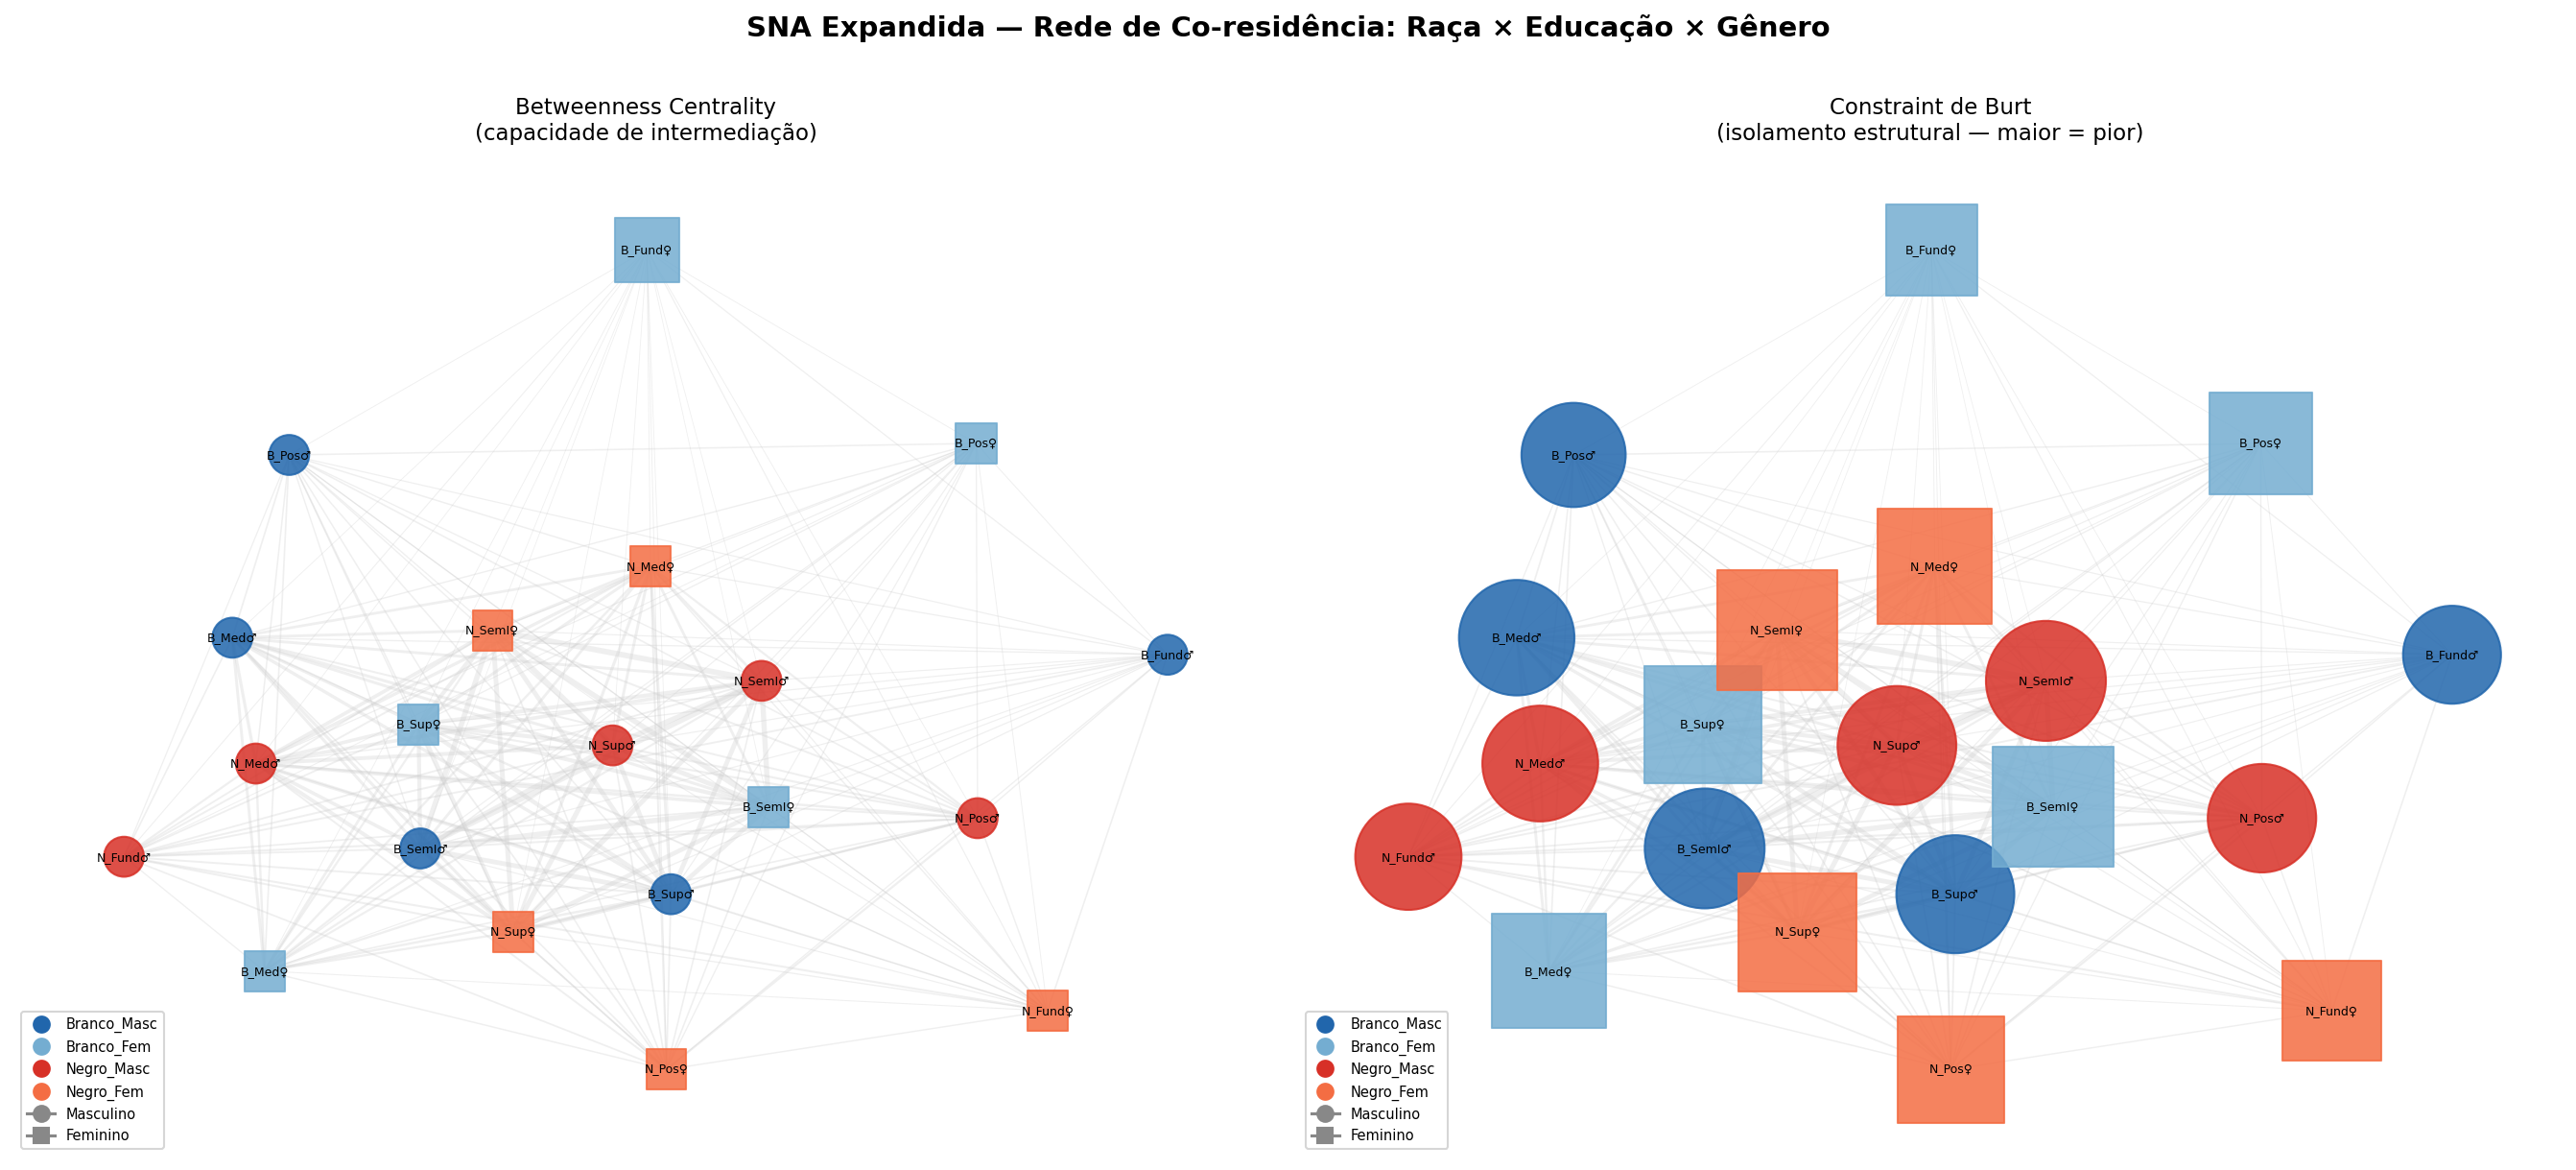 SNA Expandida — Rede de Co-residência: Raça × Educação × Gênero
Betweenness Centrality
(capacidade de intermediação)
B_Fund♀
B_Pos♂
B_Pos♀
N_Med♀
N_SemI♀
B_Med♂
B_Fund♂
N_SemI♂
B_Sup♀
N_Sup♂
N_Med♂
B_SemI♀
N_Pos♂
B_SemI♂
N_Fund♂
B_Sup♂
N_Sup♀
B_Med♀
N_Fund♀
N_Pos♀
Branco_Masc
Branco_Fem
Negro_Masc
Negro_Fem
Masculino
Feminino
Constraint de Burt
(isolamento estrutural — maior = pior)
B_Fund♀
B_Pos♀
B_Pos♂
N_Med♀
N_SemI♀
B_Med♂
B_Fund♂
N_SemI♂
B_Sup♀
N_Sup♂
N_Med♂
B_SemI♀
N_Pos♂
B_SemI♂
N_Fund♂
B_Sup♂
N_Sup♀
B_Med♀
N_Fund♀
N_Pos♀
Branco_Masc
Branco_Fem
Negro_Masc
Negro_Fem
Masculino
Feminino